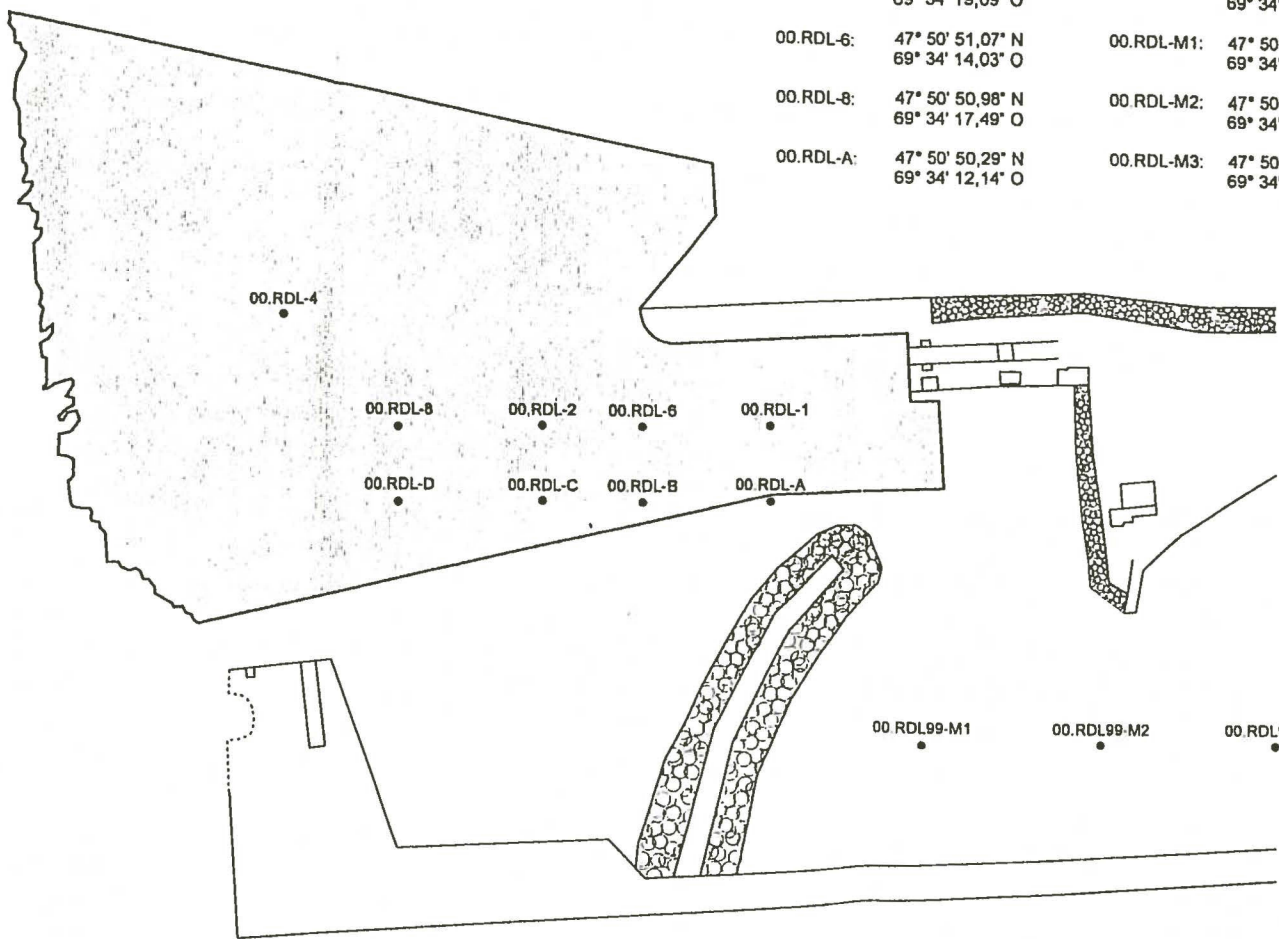 69° 34' 19,09" O
69° 34'
00.RDL-6: 47° 50' 51,07" N 00.RDL-M1: 47° 50
69° 34' 14,03" O 69° 34'
00.RDL-8: 47° 50' 50,98" N 00.RDL-M2: 47° 50
69° 34' 17,49" O 69° 34'
00.RDL-A: 47° 50' 50,29" N 00.RDL-M3: 47° 50
69° 34' 12,14" O 69° 34'
00.RDL-4
00.RDL-8 00,RDL-2 00.RDL-6 00.RDL-1
00.RDL-D 00.RDL-C 00.RDL-B 00.RDL-A
00.RDL99-M1 00.RDL99-M2 00.RDL